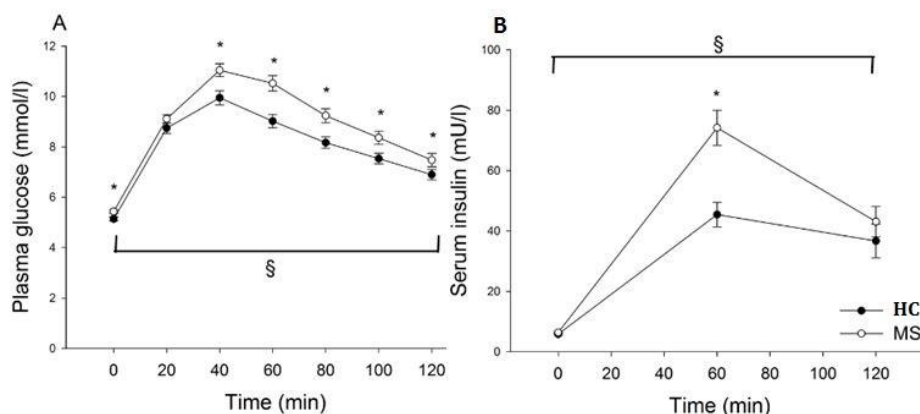 A
Plasma glucose (mmol/l)
12
10
8
6
4
2
0
*
*
*
*
*
*
§
0 20 40 60 80 100 120
Time (min)
B
Serum insulin (mU/l)
100
80
60
40
20
0
§
*
HC
MS
0 20 40 60 80 100 120
Time (min)